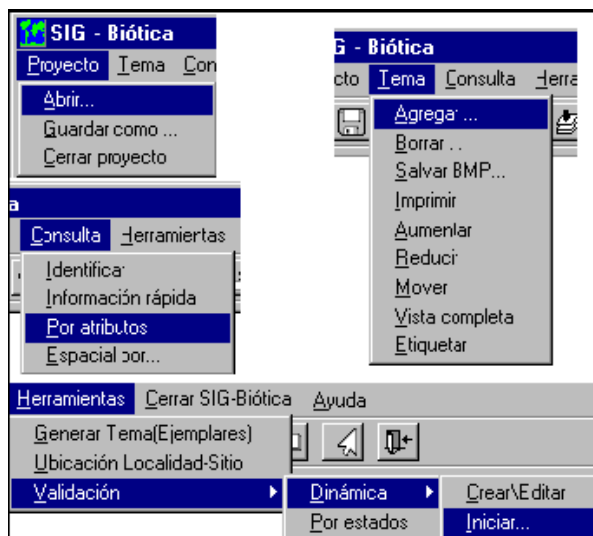 SIG - Biótica
Proyecto Tema Con
Abrir...
Guardar como ...
Cerrar proyecto
G - Biótica
cto Tema Consulta Herra
Agregar ...
Borrar ...
Salvar BMP...
Imprimir
Aumentar
Reducir
Mover
Vista completa
Etiquetar
a
Consulta Herramientas
Identificar
Información rápida
Por atributos
Espacial por...
Herramientas Cerrar SIG-Biótica Ayuda
Generar Tema(Ejemplares)
Ubicación Localidad-Sitio
Validación
Dinámica
Por estados
Crear\Editar
Iniciar...